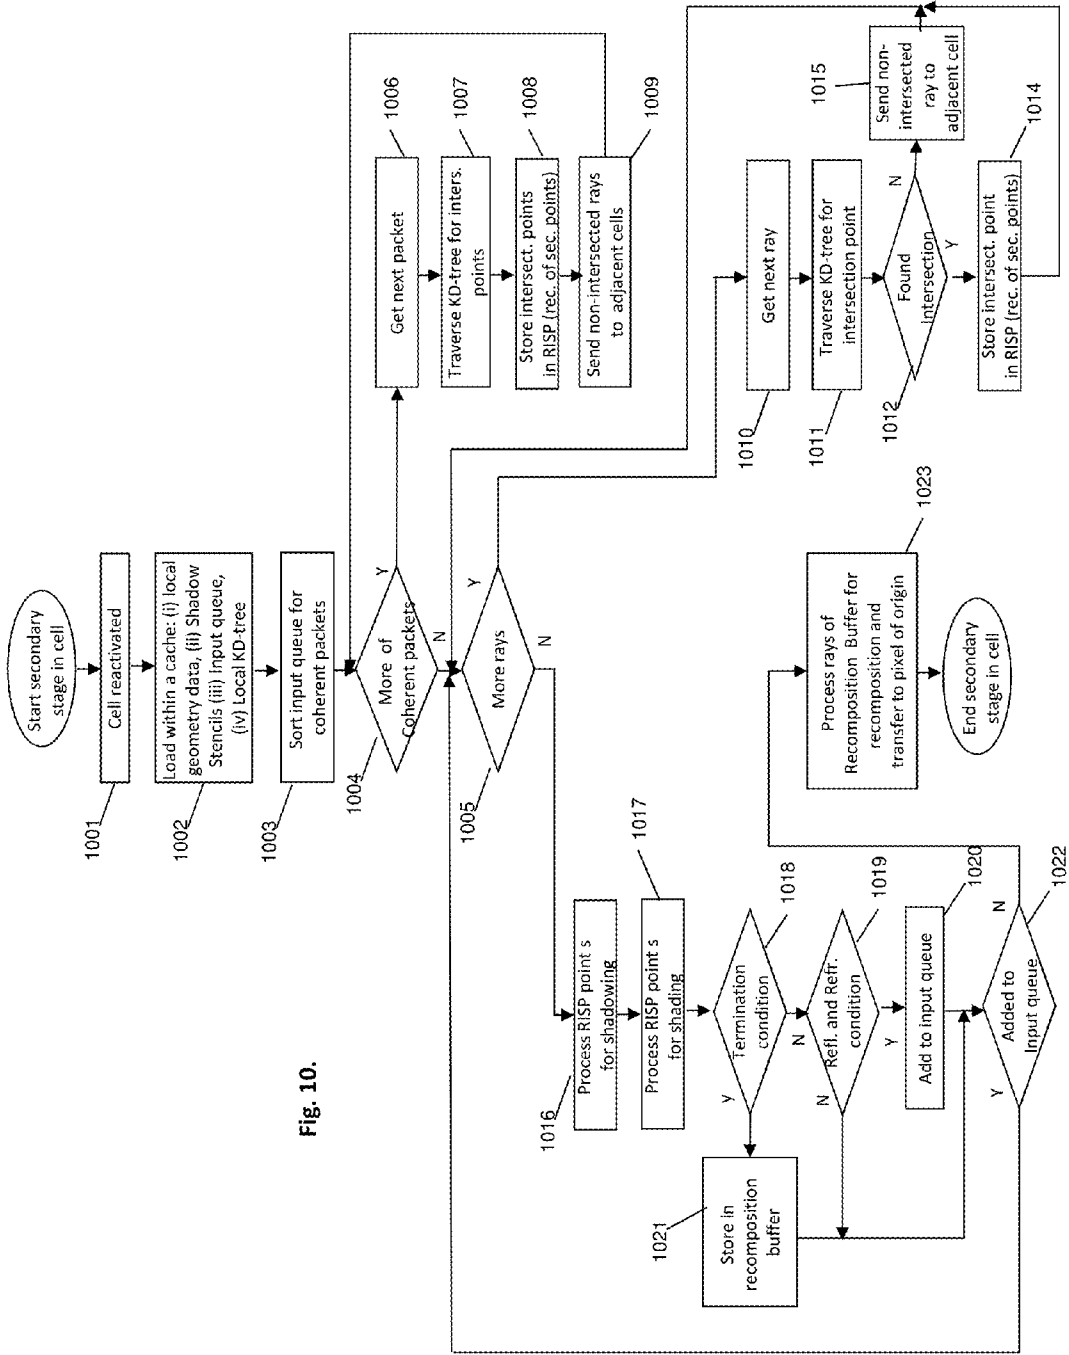 Start secondary
stage in cell
Cell reactivated
1001
Load within a cache: (i) local
geometry data, (ii) Shadow
Stencils (iii) Input queue,
(iv) Local KD-tree
1002
Sort input queue for
coherent packets
1003
More of
Coherent packets
1004
Y
N
Get next packet
1006
Traverse KD-tree for inters.
points
1007
Store intersect. points
in RISP (rec. of sec. points)
1008
Send non-intersected rays
to adjacent cells
1009
More rays
1005
Y
N
Get next ray
1010
Traverse KD-tree for
intersection point
1011
Found
Intersection
1012
N
Y
Send non-
intersected
ray to
adjacent cell
1015
Store intersect. point
in RISP (rec. of sec. points)
1014
Process RISP point s
for shadowing
1016
Process RISP point s
for shading
1017
Termination
condition
1018
Y
N
Refl. and Refr.
condition
1019
N
Y
Add to input queue
1020
Store in
recomposition
buffer
1021
Added to
Input queue
1022
Y
N
Process rays of
Recomposition Buffer for
recomposition and
transfer to pixel of origin
1023
End secondary
stage in cell
Fig. 10.